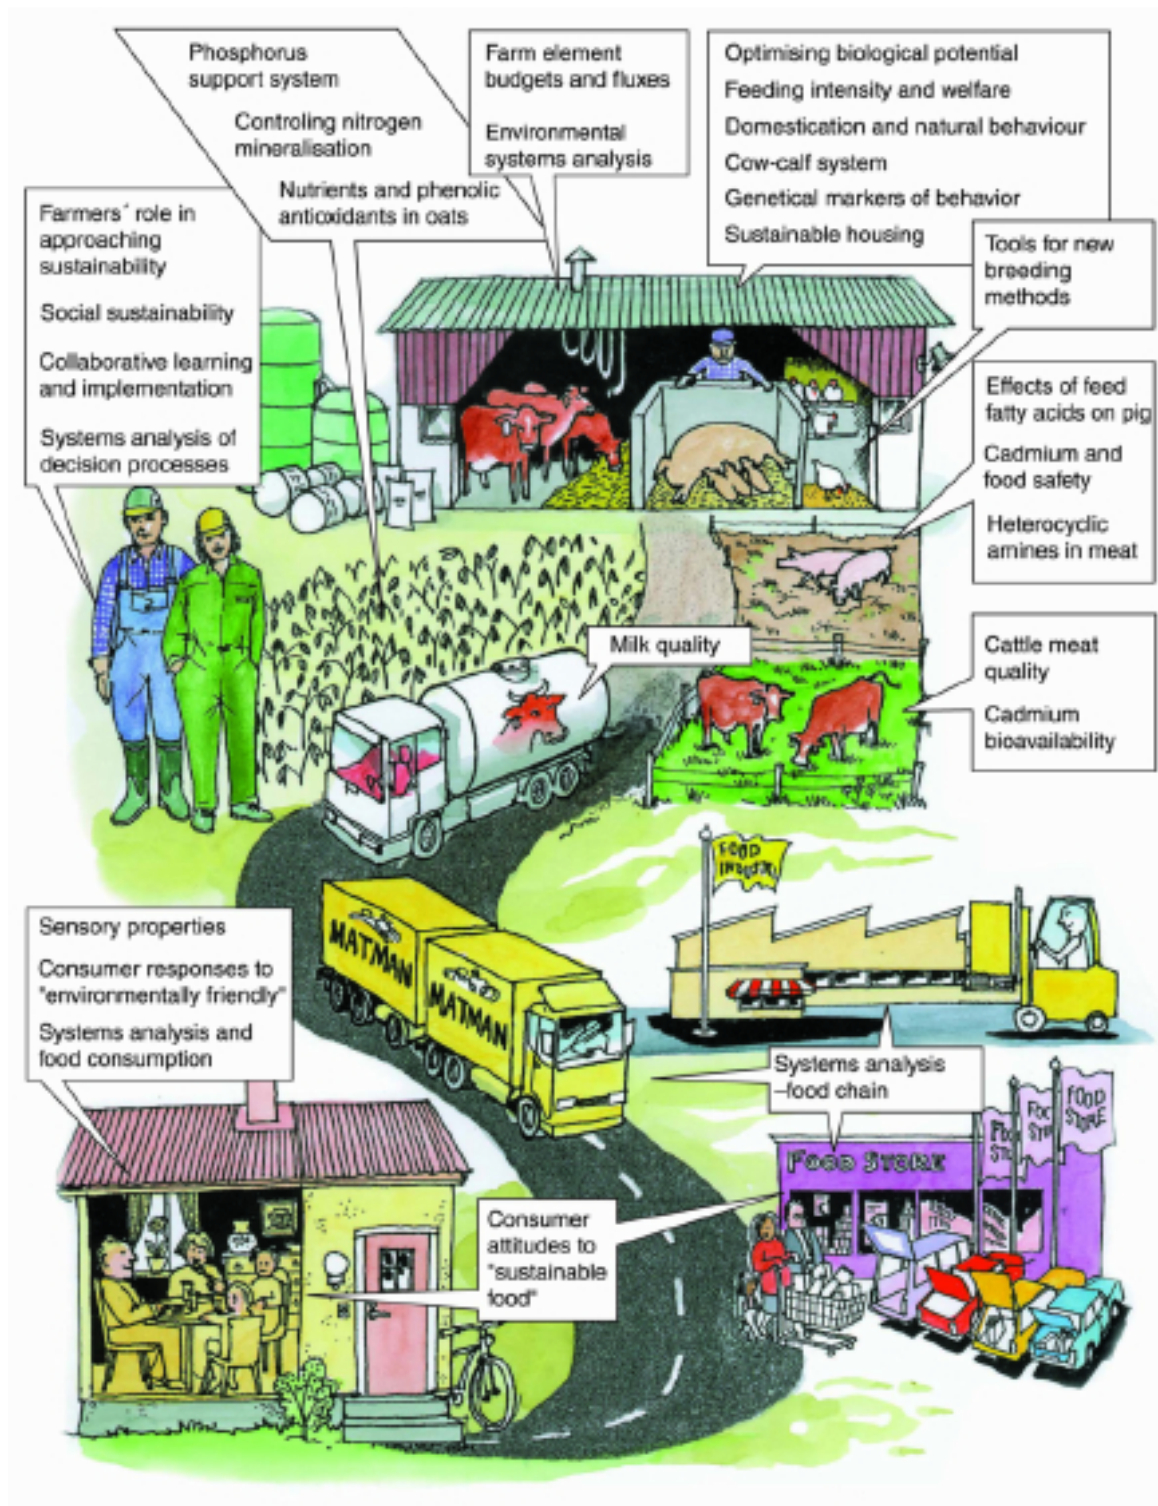 Phosphorus
support system
Controling nitrogen
mineralisation
Nutrients and phenolic
antioxidants in oats
Farm element
budgets and fluxes
Environmental
systems analysis
Optimising biological potential
Feeding intensity and welfare
Domestication and natural behaviour
Cow-calf system
Genetical markers of behavior
Sustainable housing
Tools for new
breeding
methods
Farmers´ role in
approaching
sustainability
Social sustainability
Collaborative learning
and implementation
Systems analysis of
decision processes
Effects of feed
fatty acids on pig
Cadmium and
food safety
Heterocyclic
amines in meat
Milk quality
Cattle meat
quality
Cadmium
bioavailability
FOOD
Sensory properties
Consumer responses to
"environmentally friendly"
Systems analysis and
food consumption
MATMAN
MATMAN
Systems analysis
–food chain
FOOD
STORE
FOOD STORE
Consumer
attitudes to
"sustainable
food"